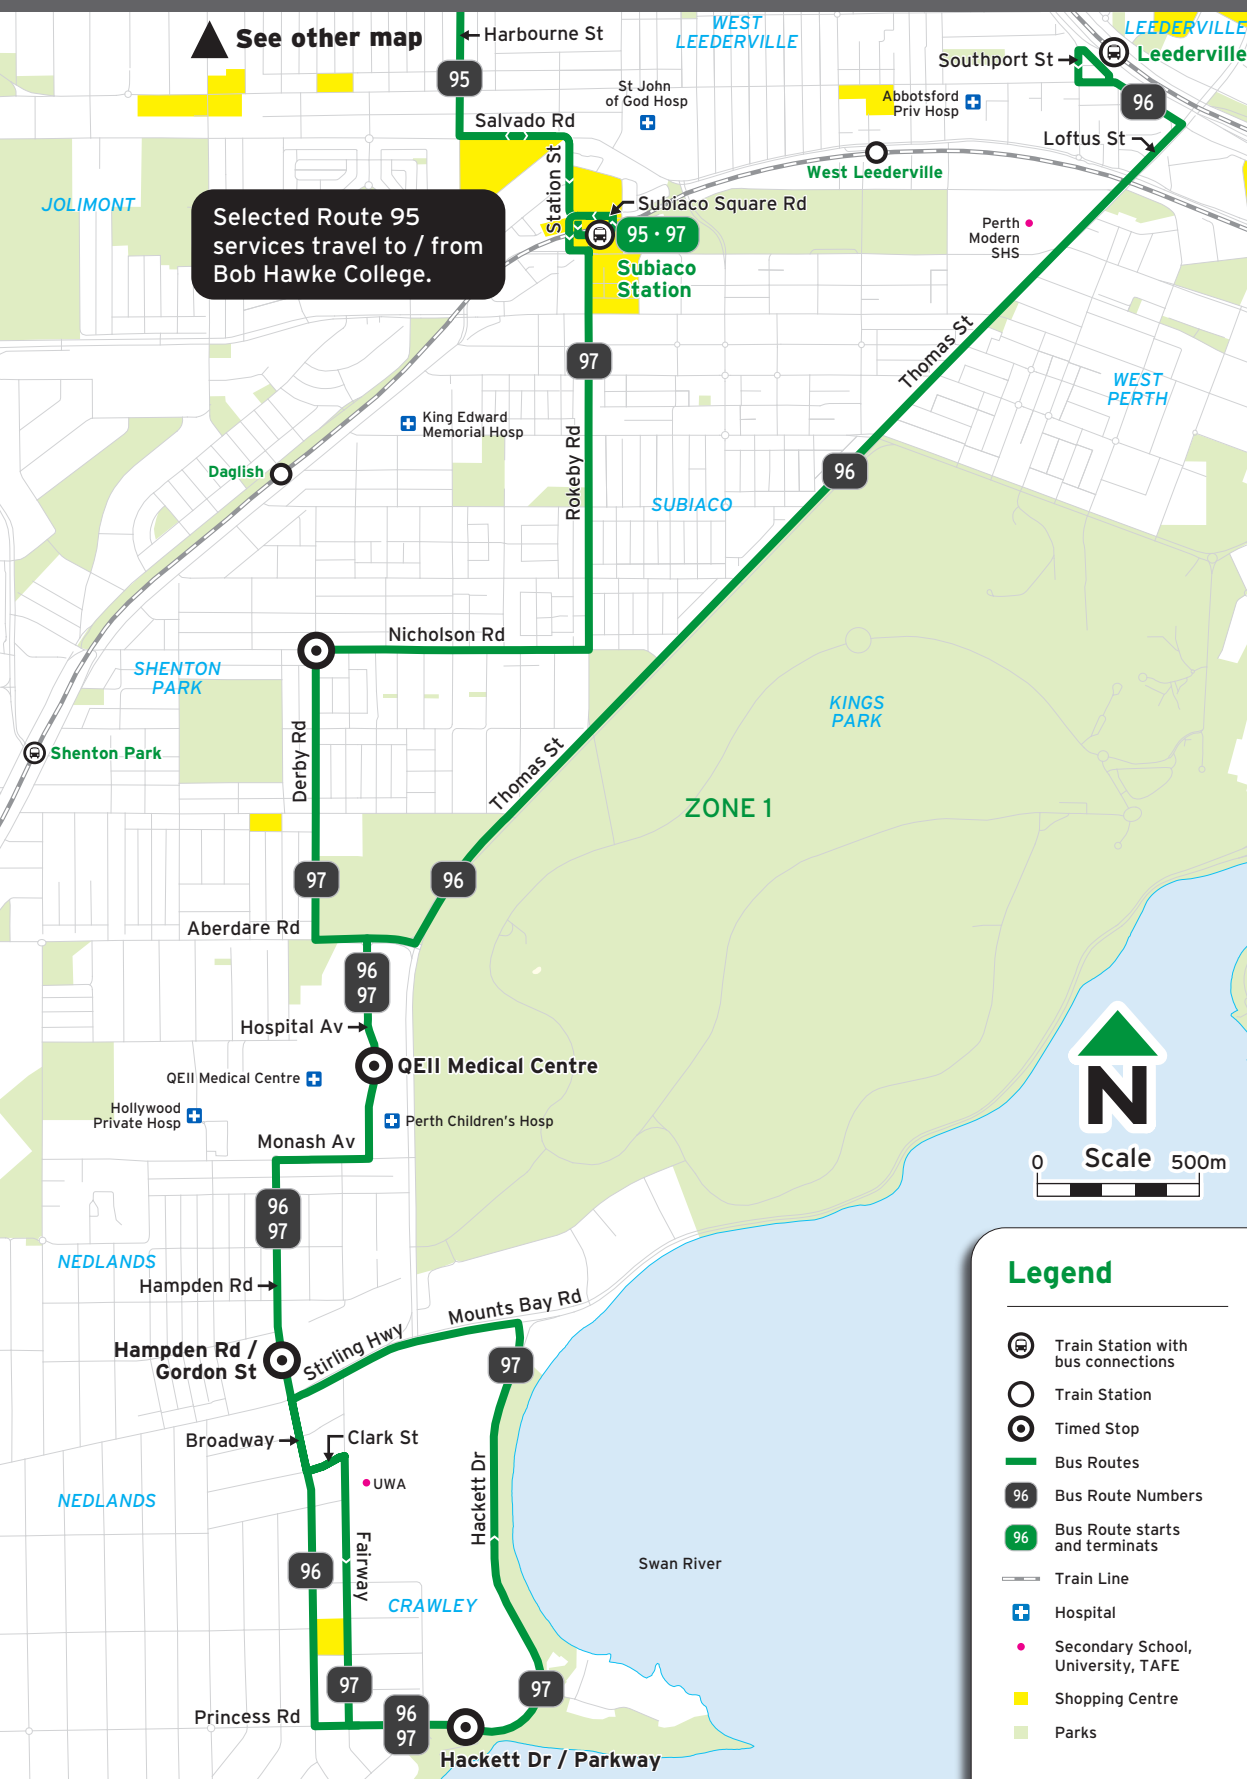 See other map
Harbourne St
WEST
LEEDERVILLE
LEEDERVILLE
Leederville
Southport St
95
St John
of God Hosp
Abbotsford
Priv Hosp
96
Salvado Rd
Loftus St
Station St
West Leederville
JOLIMONT
Subiaco Square Rd
Selected Route 95
services travel to / from
Bob Hawke College.
95 • 97
Perth
Modern
SHS
Subiaco
Station
Thomas St
97
WEST
PERTH
King Edward
Memorial Hosp
Rokeby Rd
Daglish
96
SUBIACO
Nicholson Rd
SHENTON
PARK
KINGS
PARK
Shenton Park
Derby Rd
Thomas St
ZONE 1
97
96
Aberdare Rd
96
97
Hospital Av
QEII Medical Centre
QEII Medical Centre
Hollywood
Private Hosp
Perth Children's Hosp
Monash Av
N
0 Scale 500m
96
97
NEDLANDS
Hampden Rd
Mounts Bay Rd
Stirling Hwy
Hampden Rd /
Gordon St
97
Broadway
Clark St
UWA
NEDLANDS
Hackett Dr
Fairway
96
Swan River
CRAWLEY
97
97
Princess Rd
96
97
Hackett Dr / Parkway
Legend
Train Station with
bus connections
Train Station
Timed Stop
Bus Routes
96 Bus Route Numbers
96 Bus Route starts
and terminats
Train Line
Hospital
Secondary School,
University, TAFE
Shopping Centre
Parks